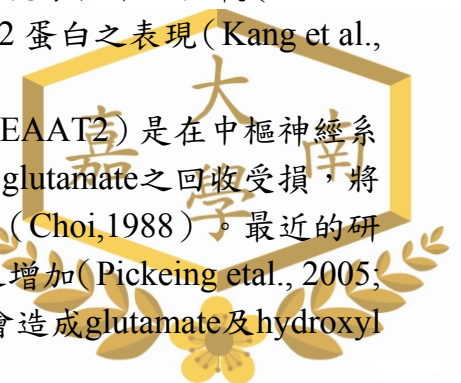 2 蛋白之表現(Kang et al.,
EAAT2)是在中樞神經系
glutamate之回收受損,將
(Choi,1988)。最近的研
增加(Pickeing etal., 2005;
會造成glutamate及hydroxyl
大
嘉 南
學